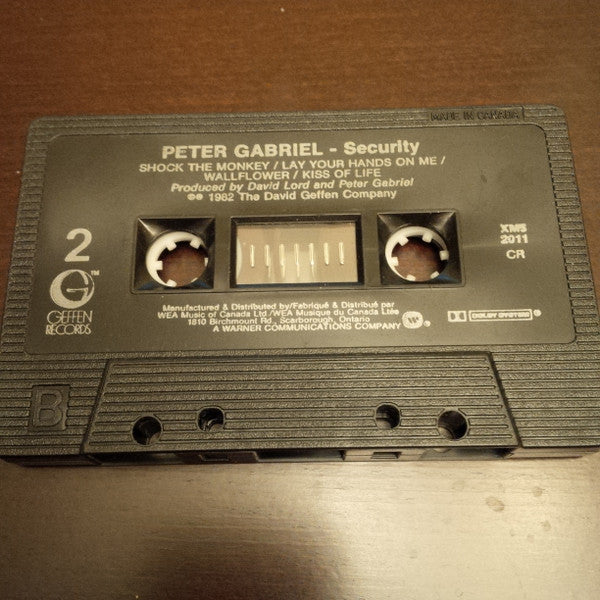 MADE IN CANADA
PETER GABRIEL - Security
SHOCK THE MONKEY / LAY YOUR HANDS ON ME /
WALLFLOWER / KISS OF LIFE
Produced by David Lord and Peter Gabriel
℗© 1982 The David Geffen Company
2
GEFFEN
RECORDS
TM
XM5
2011
CR
Manufactured & Distributed by/Fabriqué & Distribué par
WEA Music of Canada Ltd./WEA Musique du Canada Ltée
1810 Birchmount Rd., Scarborough, Ontario
A WARNER COMMUNICATIONS COMPANY
DOLBY SYSTEM ®
B